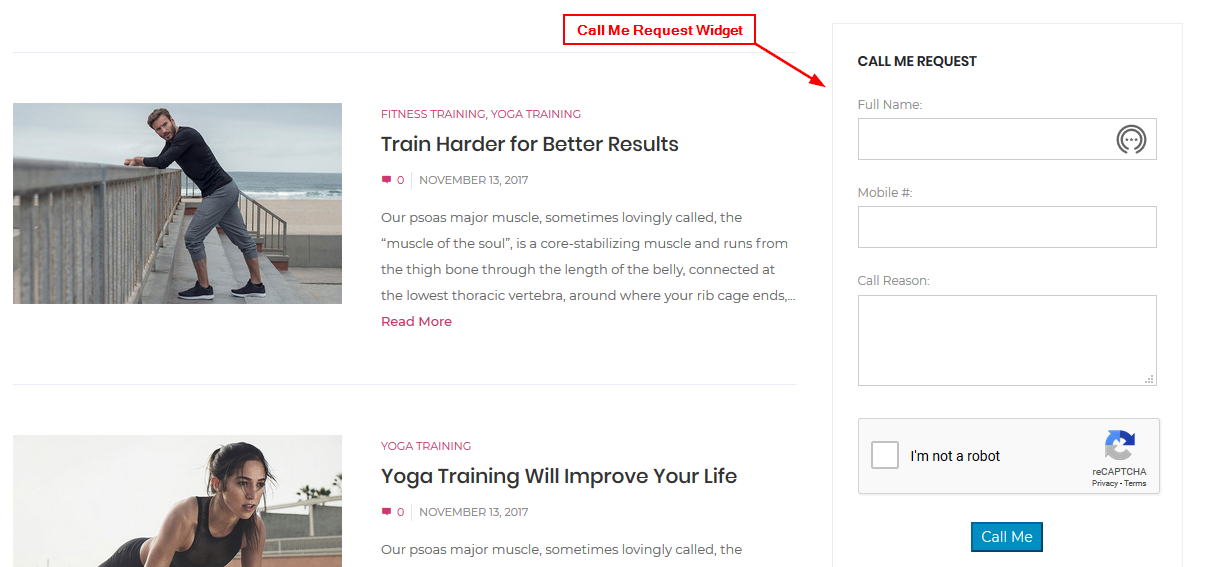 Call Me Request Widget
FITNESS TRAINING, YOGA TRAINING
Train Harder for Better Results
0 NOVEMBER 13, 2017
Our psoas major muscle, sometimes lovingly called, the
“muscle of the soul”, is a core-stabilizing muscle and runs from
the thigh bone through the length of the belly, connected at
the lowest thoracic vertebra, around where your rib cage ends,...
Read More
YOGA TRAINING
Yoga Training Will Improve Your Life
0 NOVEMBER 13, 2017
Our psoas major muscle, sometimes lovingly called, the
CALL ME REQUEST
Full Name:
Mobile #:
Call Reason:
I'm not a robot
reCAPTCHA
Privacy - Terms
Call Me